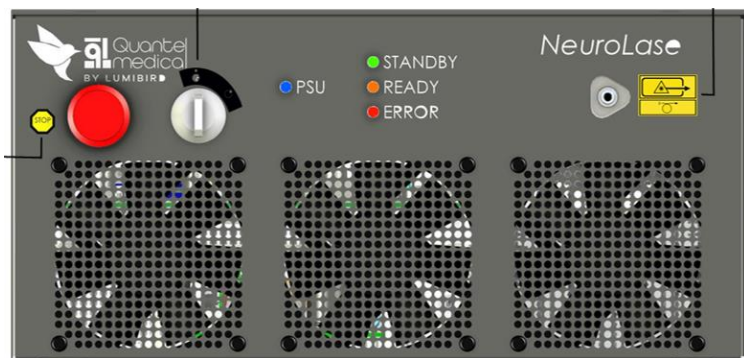 Quantel
medical
BY LUMIBIRD
NeuroLase
STANDBY
PSU
READY
ERROR
STOP